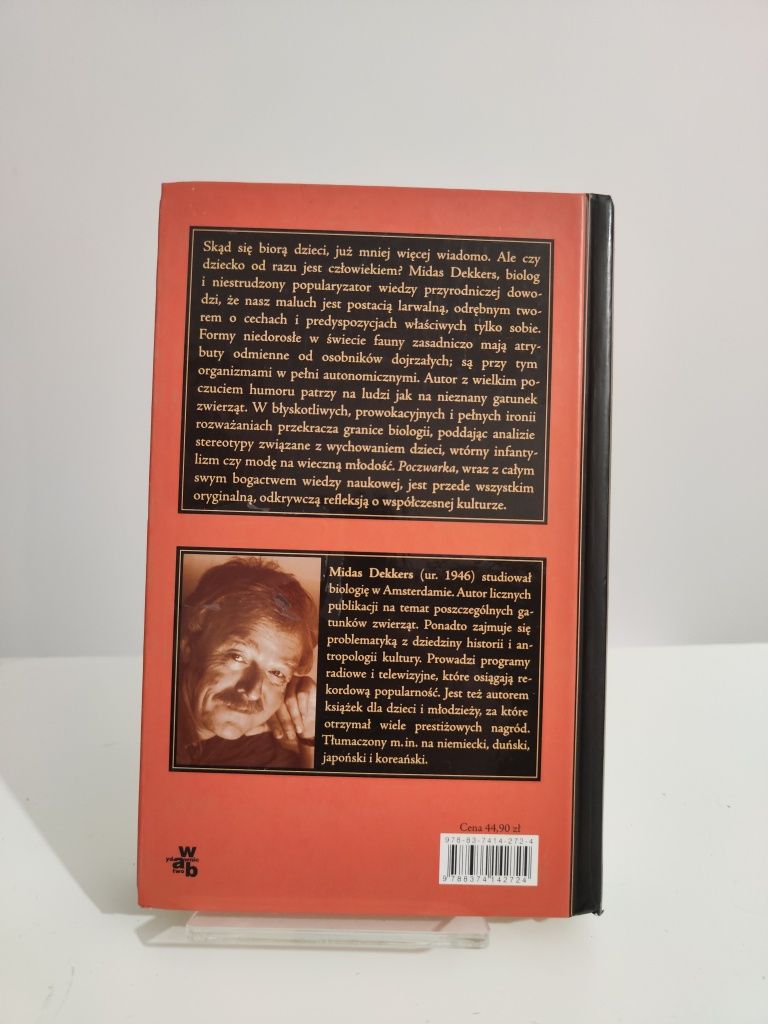 Skąd się biorą dzieci, już mniej więcej wiadomo. Ale czy
dziecko od razu jest człowiekiem? Midas Dekkers, biolog
i niestrudzony popularyzator wiedzy przyrodniczej dowo-
dzi, że nasz maluch jest postacią larwalną, odrębnym two-
rem o cechach i predyspozycjach właściwych tylko sobie.
Formy niedorosłe w świecie fauny zasadniczo mają atry-
buty odmienne od osobników dojrzałych; są przy tym
organizmami w pełni autonomicznymi. Autor z wielkim po-
czuciem humoru patrzy na ludzi jak na nieznany gatunek
zwierząt. W błyskotliwych, prowokacyjnych i pełnych ironii
rozważaniach przekracza granice biologii, poddając analizie
stereotypy związane z wychowaniem dzieci, wtórny infanty-
lizm czy modę na wieczną młodość. Poczwarka, wraz z całym
swym bogactwem wiedzy naukowej, jest przede wszystkim
oryginalną, odkrywczą refleksją o współczesnej kulturze.
Midas Dekkers (ur. 1946) studiował
biologię w Amsterdamie. Autor licznych
publikacji na temat poszczególnych ga-
tunków zwierząt. Ponadto zajmuje się
problematyką z dziedziny historii i an-
tropologii kultury. Prowadzi programy
radiowe i telewizyjne, które osiągają re-
kordową popularność. Jest też autorem
książek dla dzieci i młodzieży, za które
otrzymał wiele prestiżowych nagród.
Tłumaczony m.in. na niemiecki, duński,
japoński i koreański.
Cena 44,90 zł
978-83-7414-272-4
9788374142724
w
ydawnic
two b